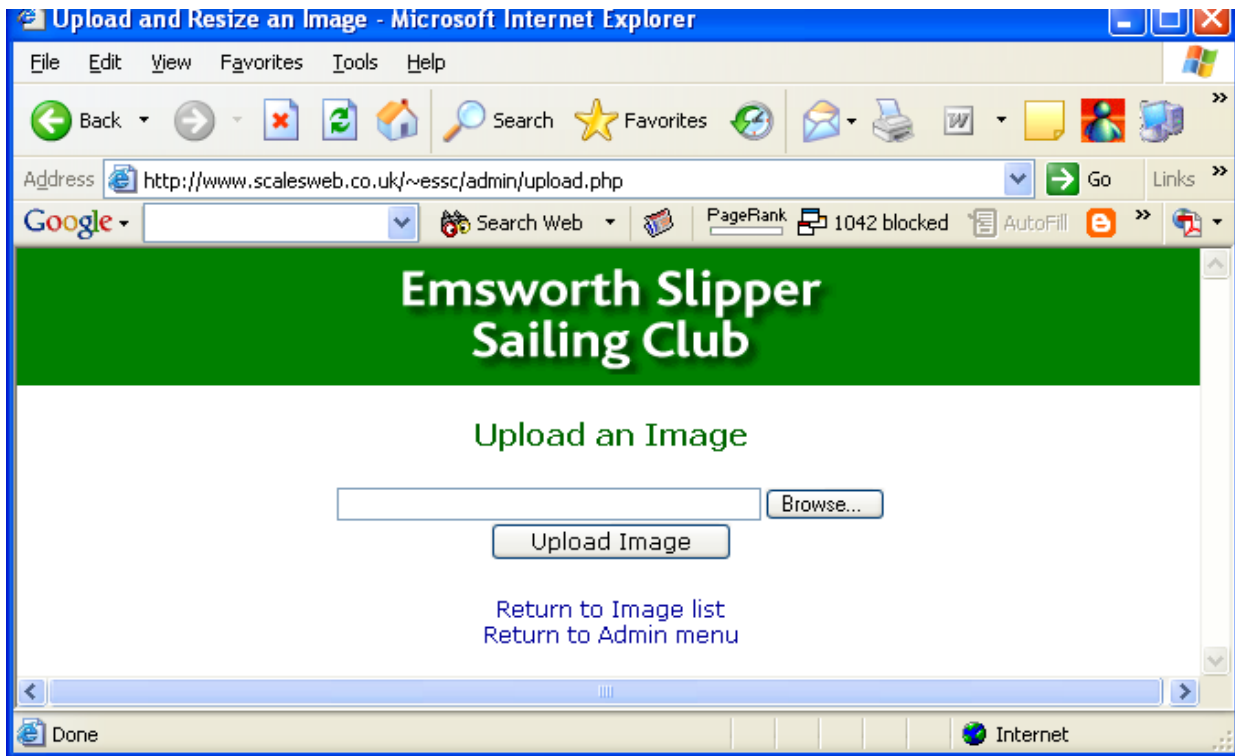 Upload and Resize an Image - Microsoft Internet Explorer
File Edit View Favorites Tools Help
Back Search Favorites W »
Address http://www.scalesweb.co.uk/~essc/admin/upload.php Go Links »
Google Search Web PageRank 1042 blocked AutoFill »
Emsworth Slipper
Sailing Club
Upload an Image
Browse...
Upload Image
Return to Image list
Return to Admin menu
Done Internet